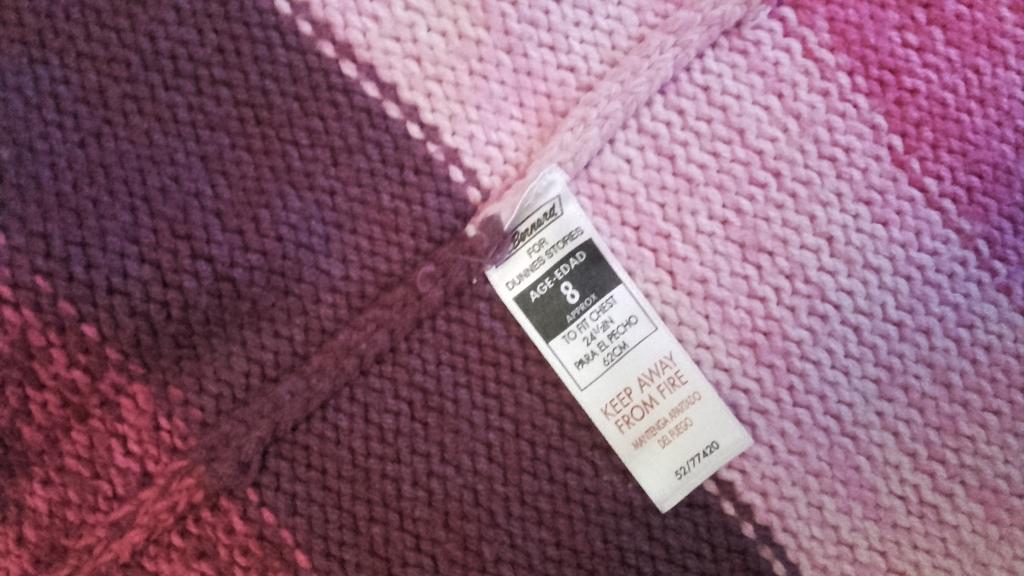 Bernard
FOR
DUNNES STORES
AGE-EDAD
8
APPROX
TO FIT CHEST
24½IN
PARA EL PECHO
62CM
KEEP AWAY
FROM FIRE
MANTENGA APARTADO
DEL FUEGO
52/77420